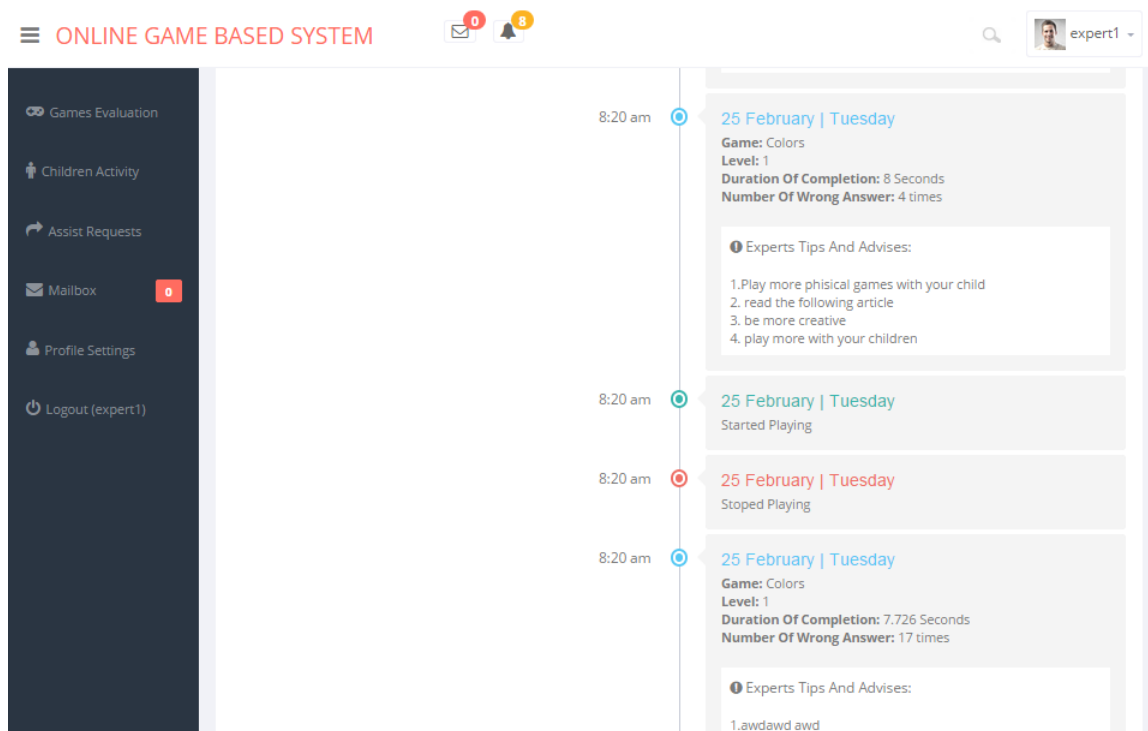 ONLINE GAME BASED SYSTEM
0
8
expert1
Games Evaluation
Children Activity
Assist Requests
Mailbox
0
Profile Settings
Logout (expert1)
8:20 am
25 February | Tuesday
Game: Colors
Level: 1
Duration Of Completion: 8 Seconds
Number Of Wrong Answer: 4 times
Experts Tips And Advises:
1.Play more phisical games with your child
2. read the following article
3. be more creative
4. play more with your children
8:20 am
25 February | Tuesday
Started Playing
8:20 am
25 February | Tuesday
Stoped Playing
8:20 am
25 February | Tuesday
Game: Colors
Level: 1
Duration Of Completion: 7.726 Seconds
Number Of Wrong Answer: 17 times
Experts Tips And Advises:
1.awdawd awd